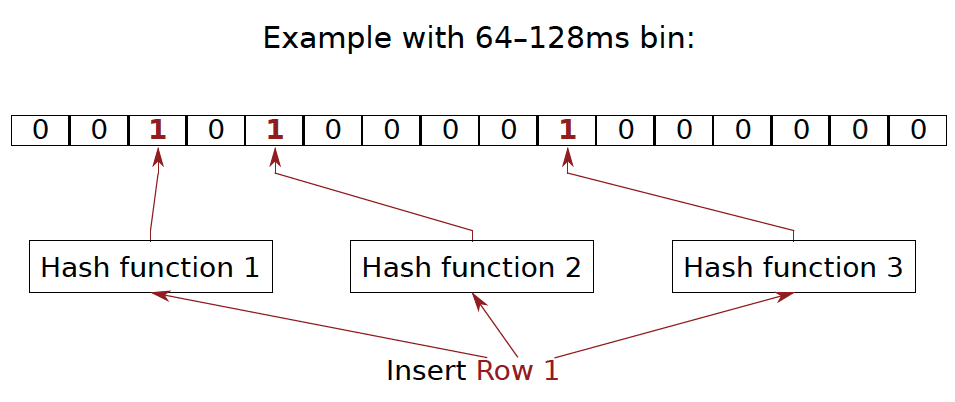 Example with 64–128ms bin:
0 0 1 0 1 0 0 0 0 1 0 0 0 0 0 0
Hash function 1 Hash function 2 Hash function 3
Insert Row 1